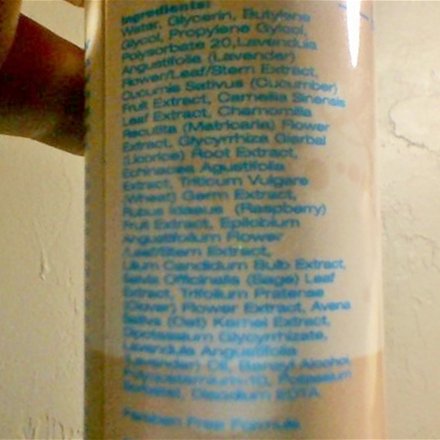 Ingredients:
Water, Glycerin, Butylene
Glycol, Propylene Glycol,
Polysorbate 20, Lavendula
Angustifolia (Lavender)
Flower/Leaf/Stem Extract,
Cucumis Sativus (Cucumber)
Fruit Extract, Camellia Sinensis
Leaf Extract, Chamomilla
Recutita (Matricaria) Flower
Extract, Glycyrrhiza Glabra
(Licorice) Root Extract,
Echinacea Agustifolia
Extract, Triticum Vulgare
(Wheat) Germ Extract,
Rubus Idaeus (Raspberry)
Fruit Extract, Epilobium
Angustifolium Flower
Leaf/Stem Extract,
Lilium Candidum Bulb Extract,
Salvia Officinalis (Sage) Leaf
Extract, Trifolium Pratense
(Clover) Flower Extract, Avena
Sativa (Oat) Kernel Extract,
Dipotassium Glycyrrhizate,
Lavandula Angustifolia
(Lavender) Oil, Benzyl Alcohol,
Polyquaternium-10, Potassium
Sorbate, Disodium EDTA
Paraben Free Formula